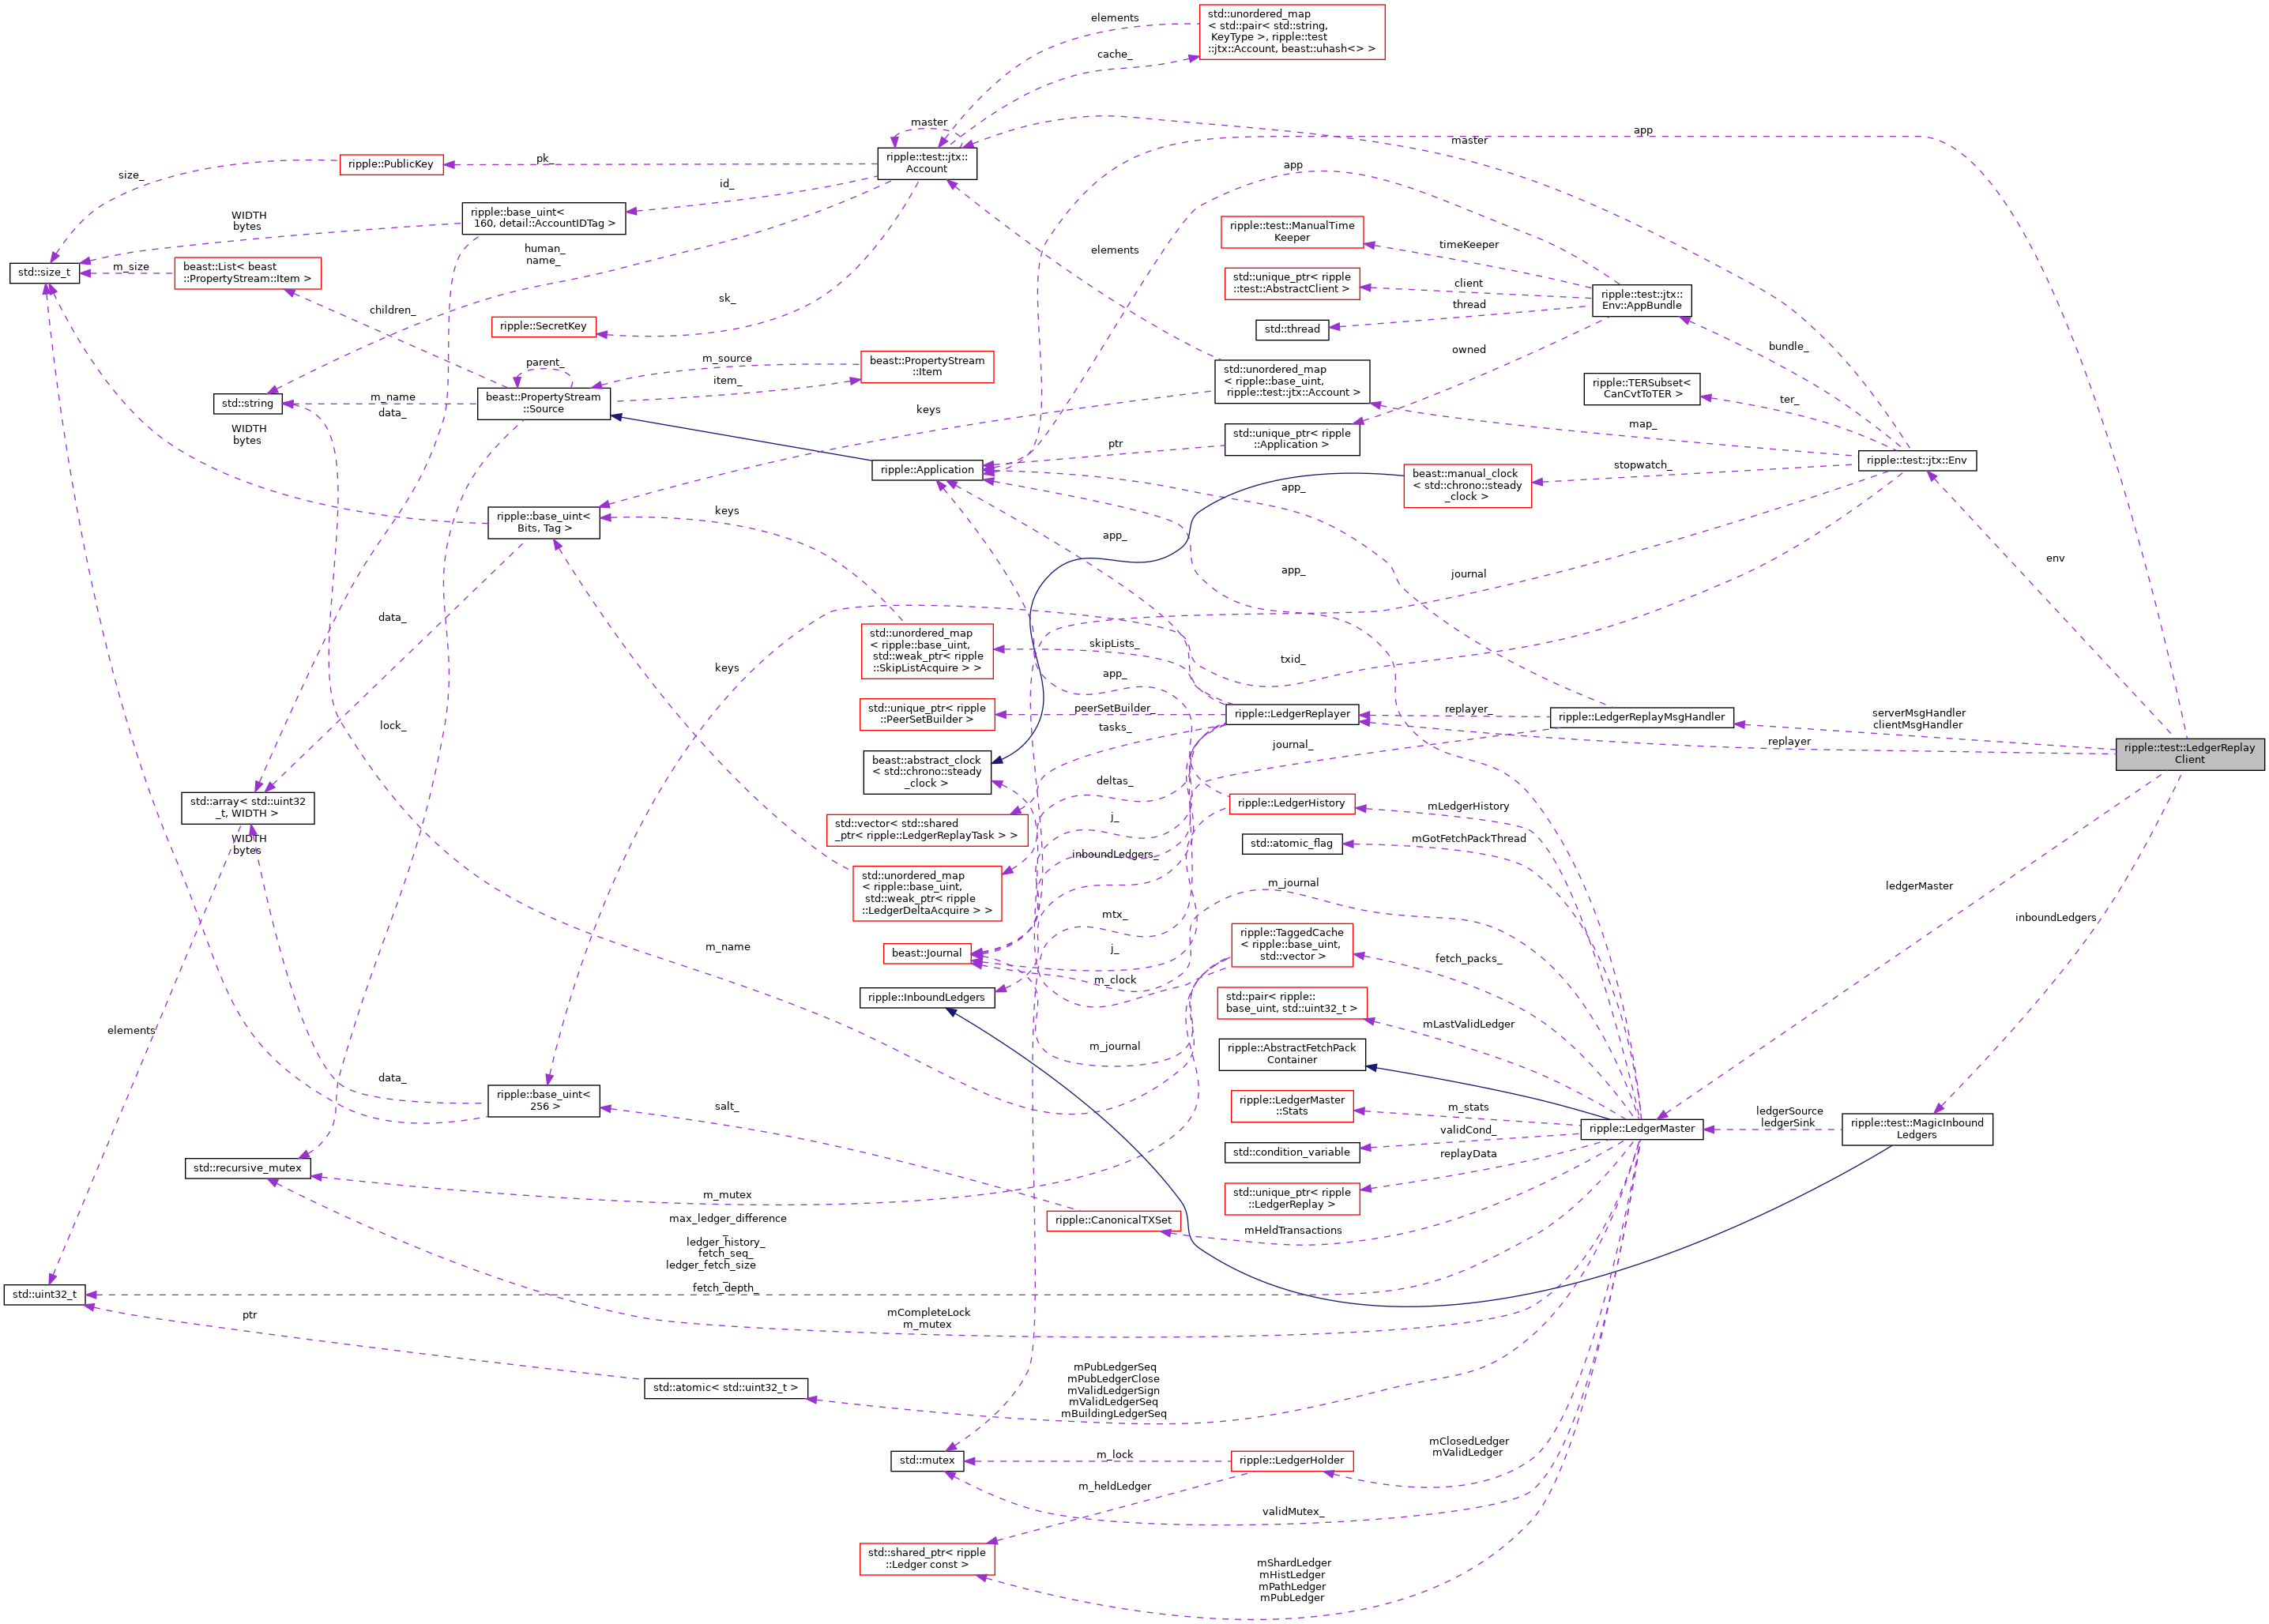 std::unordered_map
< std::pair< std::string,
KeyType >, ripple::test
::jtx::Account, beast::uhash<> >
elements
cache_
master
app
master
ripple::test::jtx::
Account
ripple::PublicKey
pk_
size_
app
id_
ripple::base_uint<
160, detail::AccountIDTag >
WIDTH
bytes
human_
name_
ripple::test::ManualTime
Keeper
timeKeeper
elements
std::size_t
m_size
beast::List< beast
::PropertyStream::Item >
std::unique_ptr< ripple
::test::AbstractClient >
client
ripple::test::jtx::
Env::AppBundle
sk_
thread
children_
ripple::SecretKey
std::thread
bundle_
owned
parent_
m_source
beast::PropertyStream
::Item
item_
std::unordered_map
< ripple::base_uint,
ripple::test::jtx::Account >
ripple::TERSubset<
CanCvtToTER >
ter_
std::string
m_name
data_
beast::PropertyStream
::Source
keys
map_
WIDTH
bytes
std::unique_ptr< ripple
::Application >
ptr
ripple::Application
ripple::test::jtx::Env
stopwatch_
beast::manual_clock
< std::chrono::steady
_clock >
app_
ripple::base_uint<
Bits, Tag >
keys
app_
env
app_
journal
data_
std::unordered_map
< ripple::base_uint,
std::weak_ptr< ripple
::SkipListAcquire > >
skipLists_
txid_
keys
app_
std::unique_ptr< ripple
::PeerSetBuilder >
peerSetBuilder_
ripple::LedgerReplayer
replayer_
ripple::LedgerReplayMsgHandler
serverMsgHandler
clientMsgHandler
lock_
tasks_
journal_
replayer
ripple::test::LedgerReplay
Client
beast::abstract_clock
< std::chrono::steady
_clock >
deltas_
std::array< std::uint32
_t, WIDTH >
ripple::LedgerHistory
mLedgerHistory
std::vector< std::shared
_ptr< ripple::LedgerReplayTask > >
j_
WIDTH
bytes
std::atomic_flag
mGotFetchPackThread
inboundLedgers_
std::unordered_map
< ripple::base_uint,
std::weak_ptr< ripple
::LedgerDeltaAcquire > >
m_journal
ledgerMaster
mtx_
inboundLedgers
ripple::TaggedCache
< ripple::base_uint,
std::vector >
m_name
beast::Journal
j_
fetch_packs_
m_clock
ripple::InboundLedgers
std::pair< ripple::
base_uint, std::uint32_t >
mLastValidLedger
elements
m_journal
ripple::AbstractFetchPack
Container
data_
ripple::base_uint<
256 >
salt_
ripple::LedgerMaster
::Stats
m_stats
ledgerSource
ledgerSink
ripple::test::MagicInbound
Ledgers
ripple::LedgerMaster
validCond_
std::condition_variable
replayData
std::recursive_mutex
m_mutex
std::unique_ptr< ripple
::LedgerReplay >
max_ledger_difference
_
ledger_history_
fetch_seq_
ledger_fetch_size
_
fetch_depth_
ripple::CanonicalTXSet
mHeldTransactions
std::uint32_t
ptr
mCompleteLock
m_mutex
std::atomic< std::uint32_t >
mPubLedgerSeq
mPubLedgerClose
mValidLedgerSign
mValidLedgerSeq
mBuildingLedgerSeq
mClosedLedger
mValidLedger
std::mutex
m_lock
ripple::LedgerHolder
m_heldLedger
validMutex_
std::shared_ptr< ripple
::Ledger const >
mShardLedger
mHistLedger
mPathLedger
mPubLedger